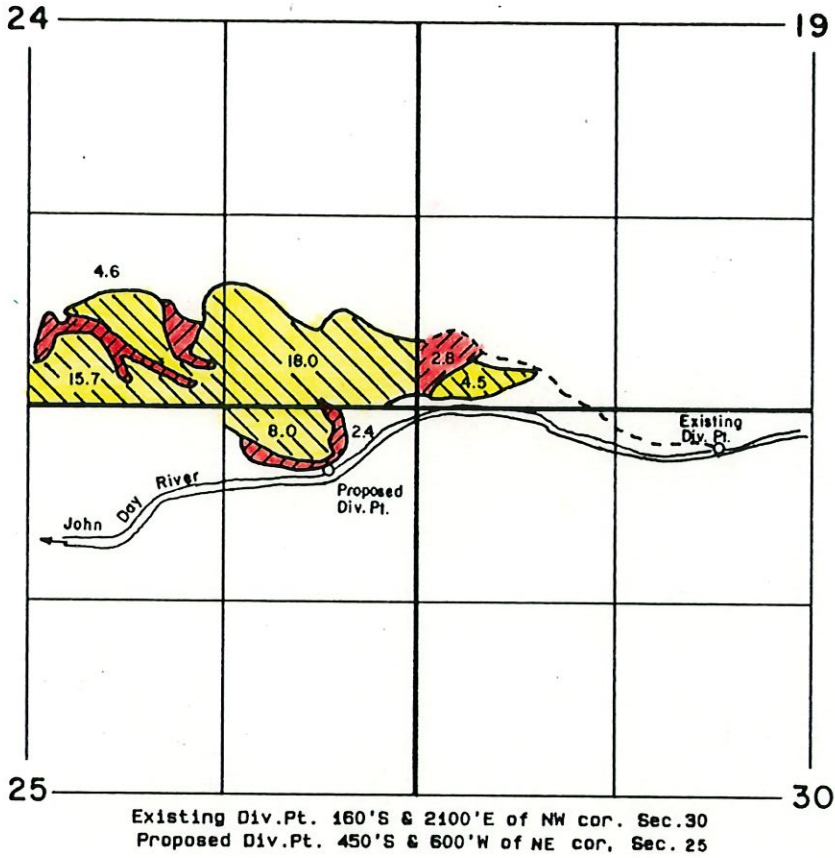 24 19
4.6
18.0
2.8
15.7
4.5
8.0
2.4
Existing
Div. Pt.
Proposed
Div. Pt.
John Day River
25 30
Existing Div.Pt. 160'S & 2100'E of NW cor. Sec.30
Proposed Div.Pt. 450'S & 600'W of NE cor, Sec. 25